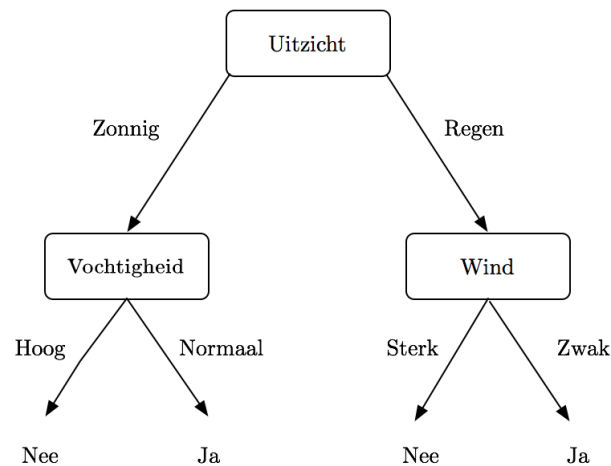 Uitzicht
Zonnig
Regen
Vochtigheid
Wind
Hoog
Normaal
Sterk
Zwak
Nee
Ja
Nee
Ja